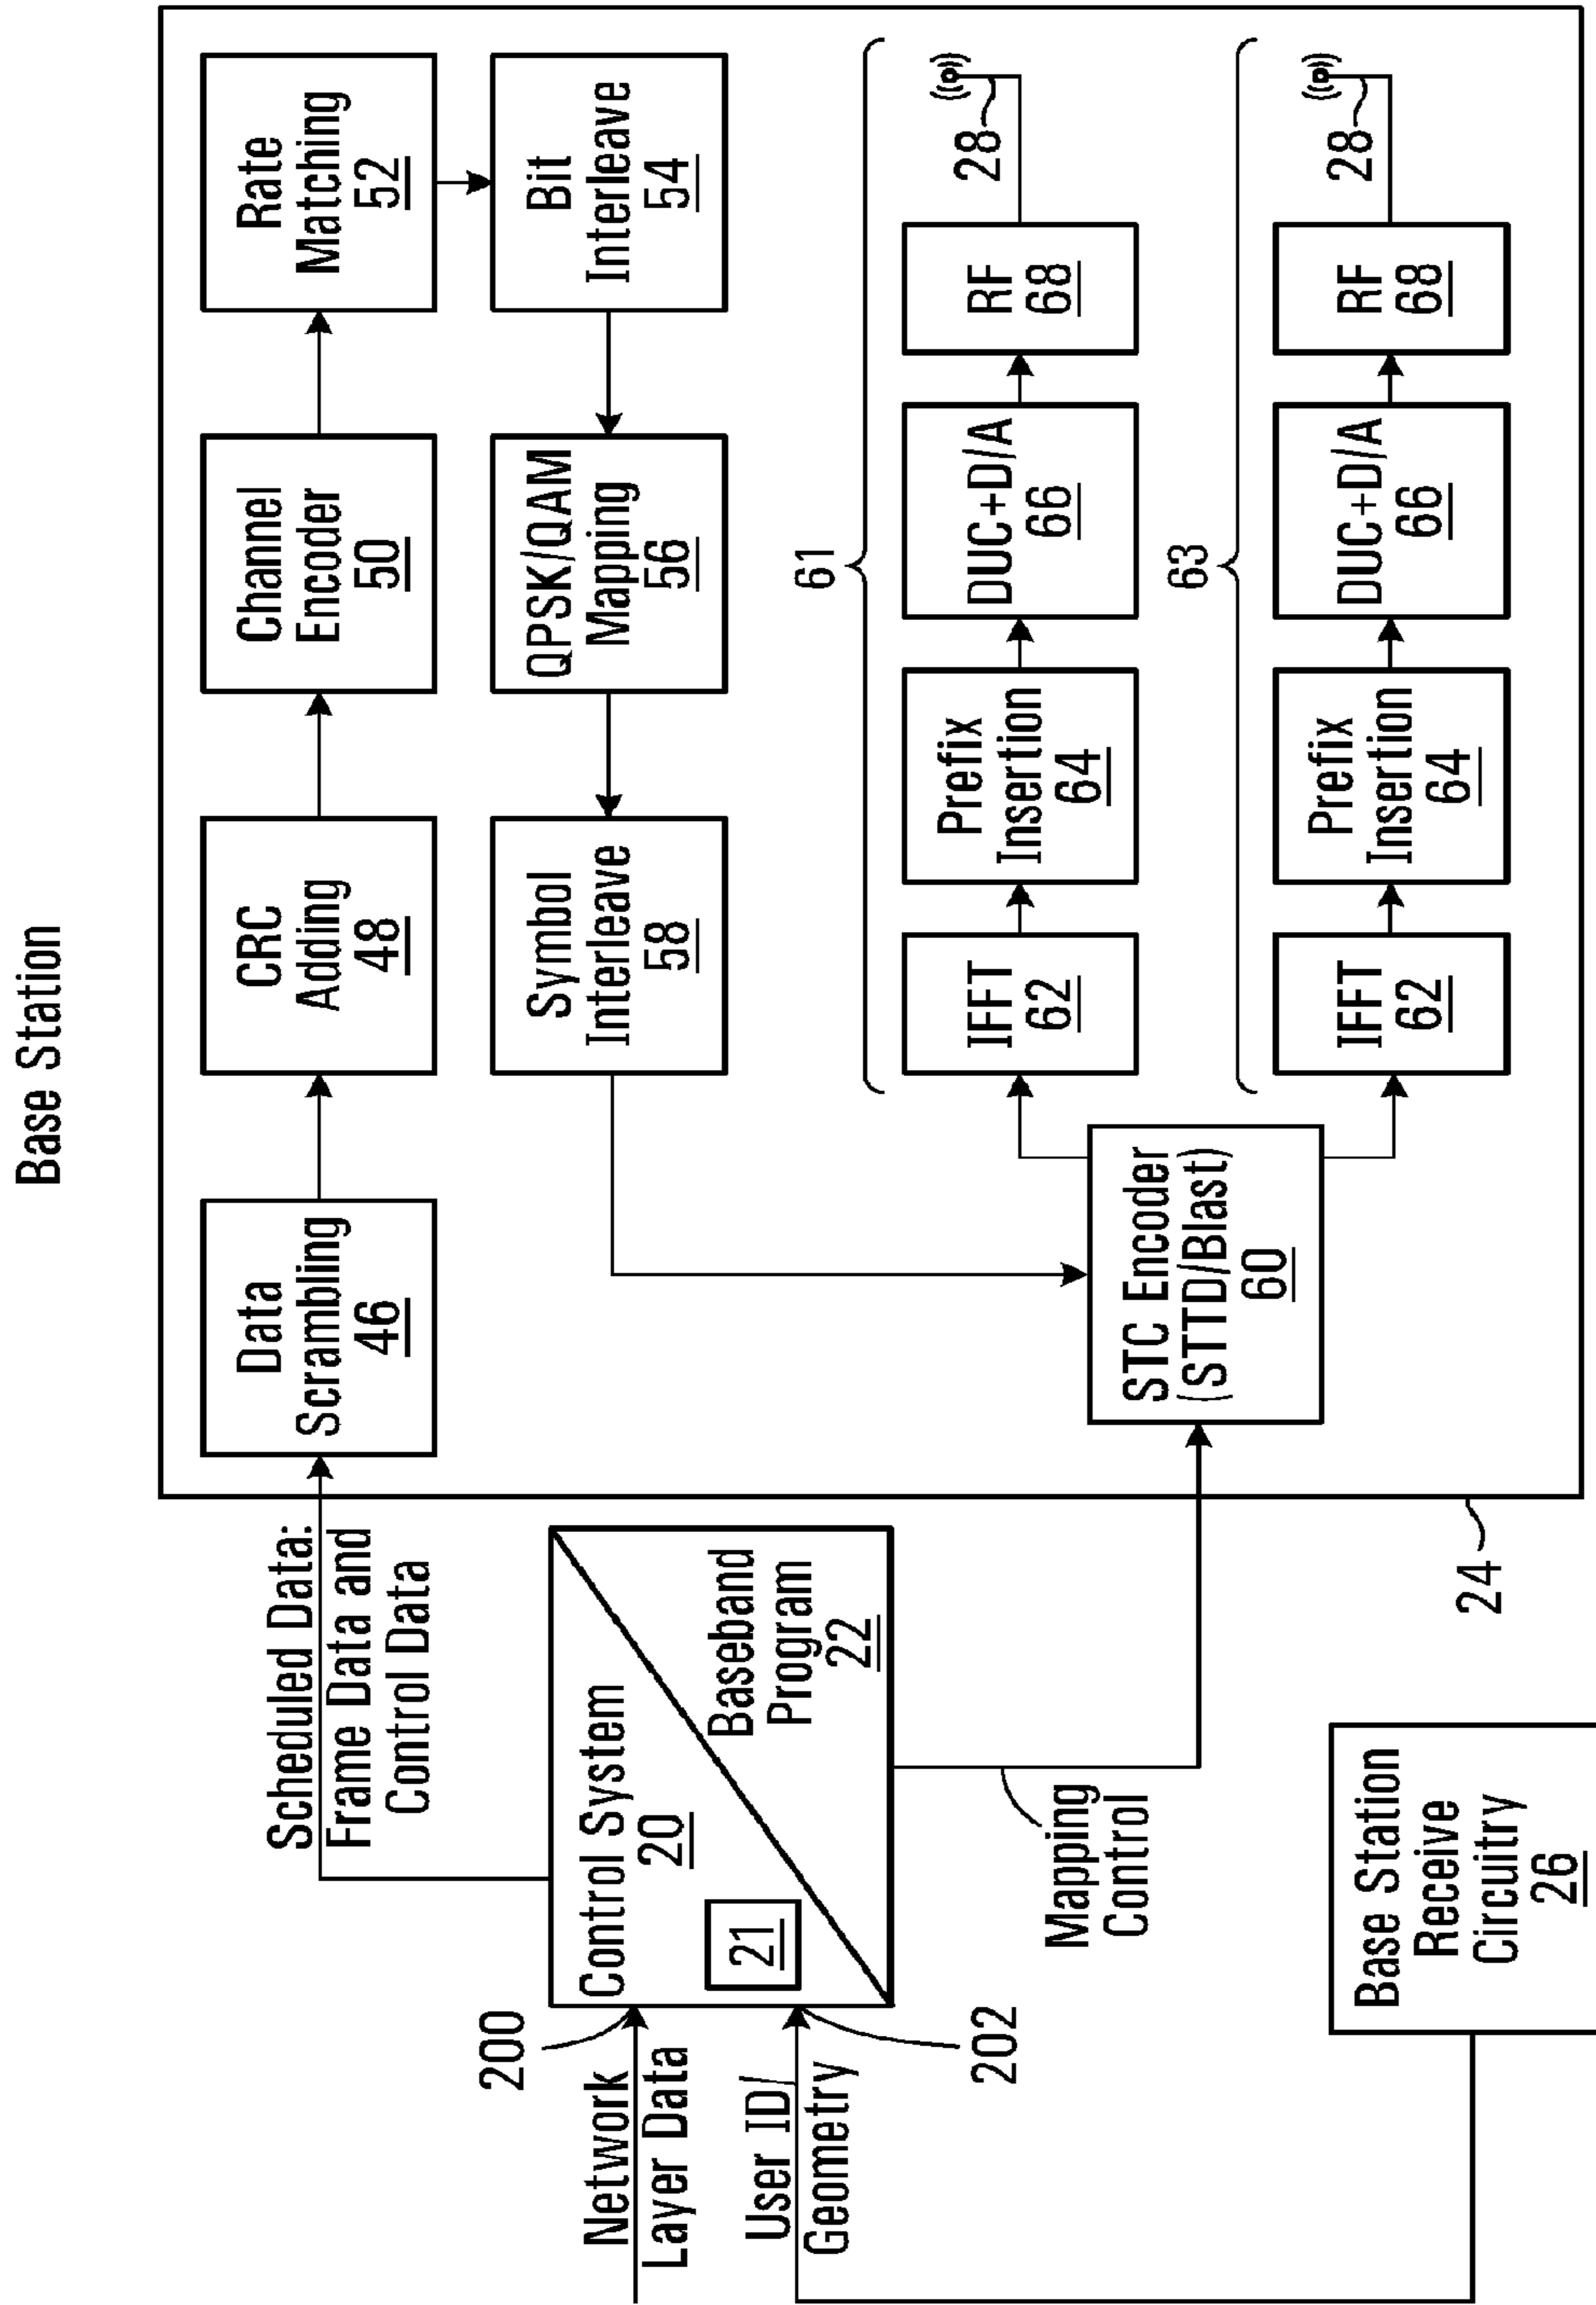 Base Station
Scheduled Data:
Frame Data and
Control Data
Data
Scrambling
46
CRC
Adding
48
Channel
Encoder
50
Rate
Matching
52
Symbol
Interleave
58
QPSK/QAM
Mapping
56
Bit
Interleave
54
200
Network
Layer Data
User ID/
Geometry
202
Control System
20
21
Baseband
Program
22
Mapping
Control
STC Encoder
(STTD/Blast)
60
61
IFFT
62
Prefix
Insertion
64
DUC+D/A
66
RF
68
28
63
IFFT
62
Prefix
Insertion
64
DUC+D/A
66
RF
68
28
24
Base Station
Receive
Circuitry
26